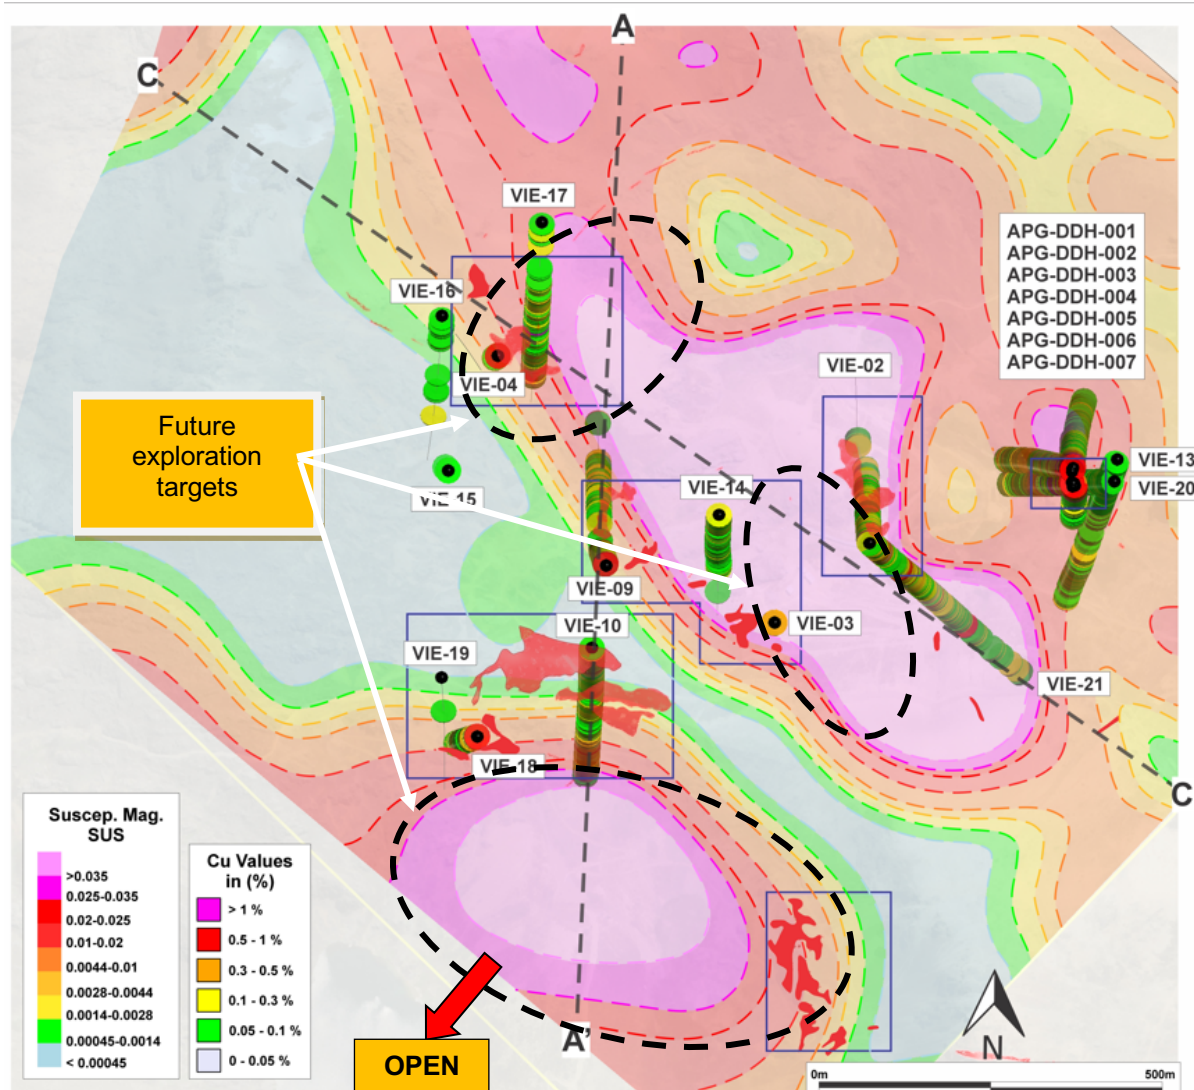 A
C
VIE-17
APG-DDH-001
APG-DDH-002
APG-DDH-003
APG-DDH-004
APG-DDH-005
APG-DDH-006
APG-DDH-007
VIE-16
VIE-04
VIE-02
Future
exploration
targets
VIE-15
VIE-14
VIE-13
VIE-20
VIE-09
VIE-10
VIE-03
VIE-19
VIE-21
VIE-18
C
Suscep. Mag.
SUS
>0.035
0.025-0.035
0.02-0.025
0.01-0.02
0.0044-0.01
0.0028-0.0044
0.0014-0.0028
0.00045-0.0014
< 0.00045
Cu Values
in (%)
> 1 %
0.5 - 1 %
0.3 - 0.5 %
0.1 - 0.3 %
0.05 - 0.1 %
0 - 0.05 %
A'
OPEN
N
0m 500m